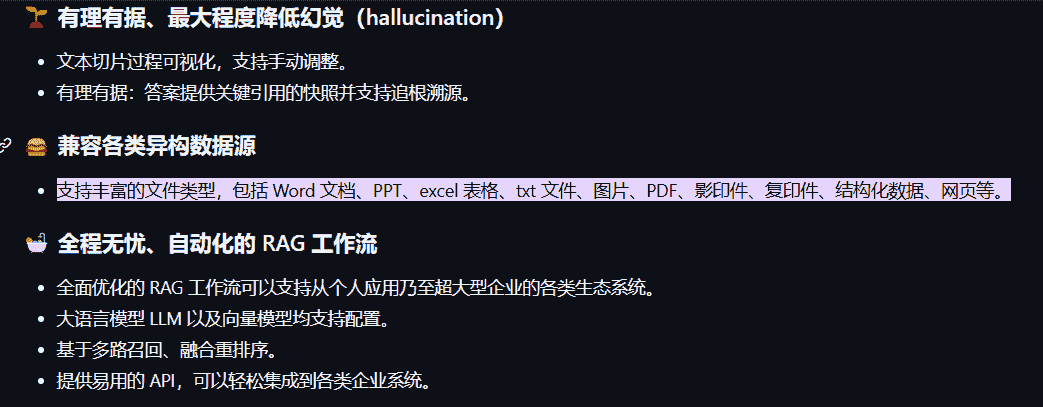 有理有据、最大程度降低幻觉（hallucination）
文本切片过程可视化，支持手动调整。
有理有据：答案提供关键引用的快照并支持追根溯源。
兼容各类异构数据源
支持丰富的文件类型，包括 Word 文档、PPT、excel 表格、txt 文件、图片、PDF、影印件、复印件、结构化数据、网页等。
全程无忧、自动化的 RAG 工作流
全面优化的 RAG 工作流可以支持从个人应用乃至超大型企业的各类生态系统。
大语言模型 LLM 以及向量模型均支持配置。
基于多路召回、融合重排序。
提供易用的 API，可以轻松集成到各类企业系统。